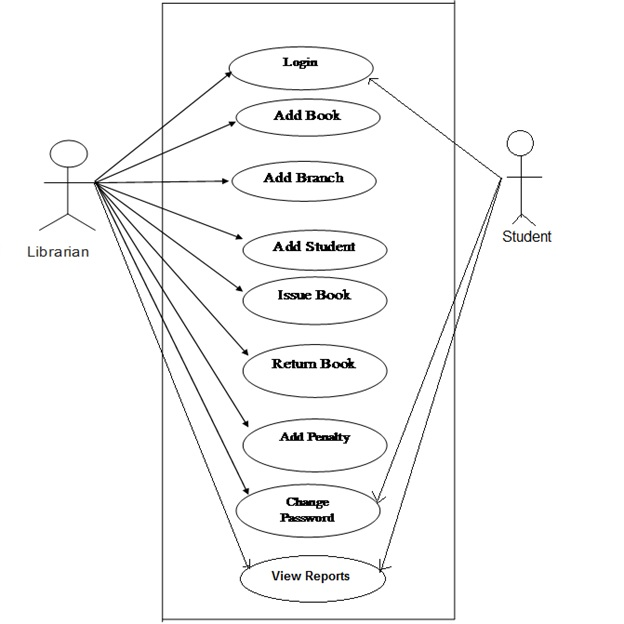 Login
Add Book
Add Branch
Librarian
Student
Add Student
Issue Book
Return Book
Add Penalty
Change
Password
View Reports